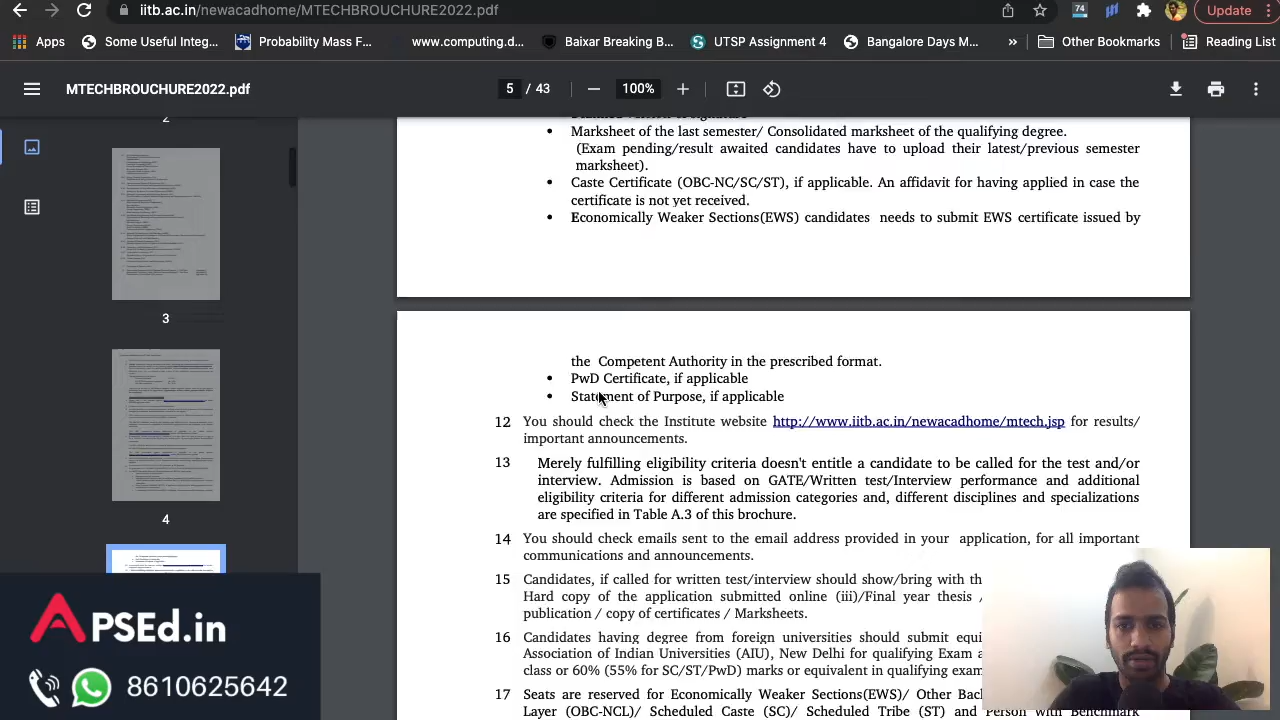 iitb.ac.in/newacadhome/MTECHBROUCHURE2022.pdf
74
Update
Apps
Some Useful Integ...
Probability Mass F...
www.computing.d...
Baixar Breaking B...
UTSP Assignment 4
Bangalore Days M...
»
Other Bookmarks
Reading List
MTECHBROUCHURE2022.pdf
5 / 43
100%
2
3
4
• Marksheet of the last semester/ Consolidated marksheet of the qualifying degree.
(Exam pending/result awaited candidates have to upload their latest/previous semester
marksheet).
• Caste Certificate (OBC-NC/SC/ST), if applicable. An affidavit for having applied in case the
certificate is not yet received.
• Economically Weaker Sections(EWS) candidates needs to submit EWS certificate issued by
the Competent Authority in the prescribed format.
• PwD Certificate, if applicable
• Statement of Purpose, if applicable
12 You should check the Institute website http://www.iitb.ac.in/newacadhome/mtech.jsp for results/
important announcements.
13 Merely fulfilling eligibility criteria doesn't entitle a candidate to be called for the test and/or
interview. Admission is based on GATE/Written test/Interview performance and additional
eligibility criteria for different admission categories and, different disciplines and specializations
are specified in Table A.3 of this brochure.
14 You should check emails sent to the email address provided in your application, for all important
communications and announcements.
15 Candidates, if called for written test/interview should show/bring with th
Hard copy of the application submitted online (iii)/Final year thesis /
publication / copy of certificates / Marksheets.
16 Candidates having degree from foreign universities should submit equi
Association of Indian Universities (AIU), New Delhi for qualifying Exam a
class or 60% (55% for SC/ST/PwD) marks or equivalent in qualifying exam
17 Seats are reserved for Economically Weaker Sections(EWS)/ Other Bac
Layer (OBC-NCL)/ Scheduled Caste (SC)/ Scheduled Tribe (ST) and Person with Benchmark
APSEd.in
8610625642